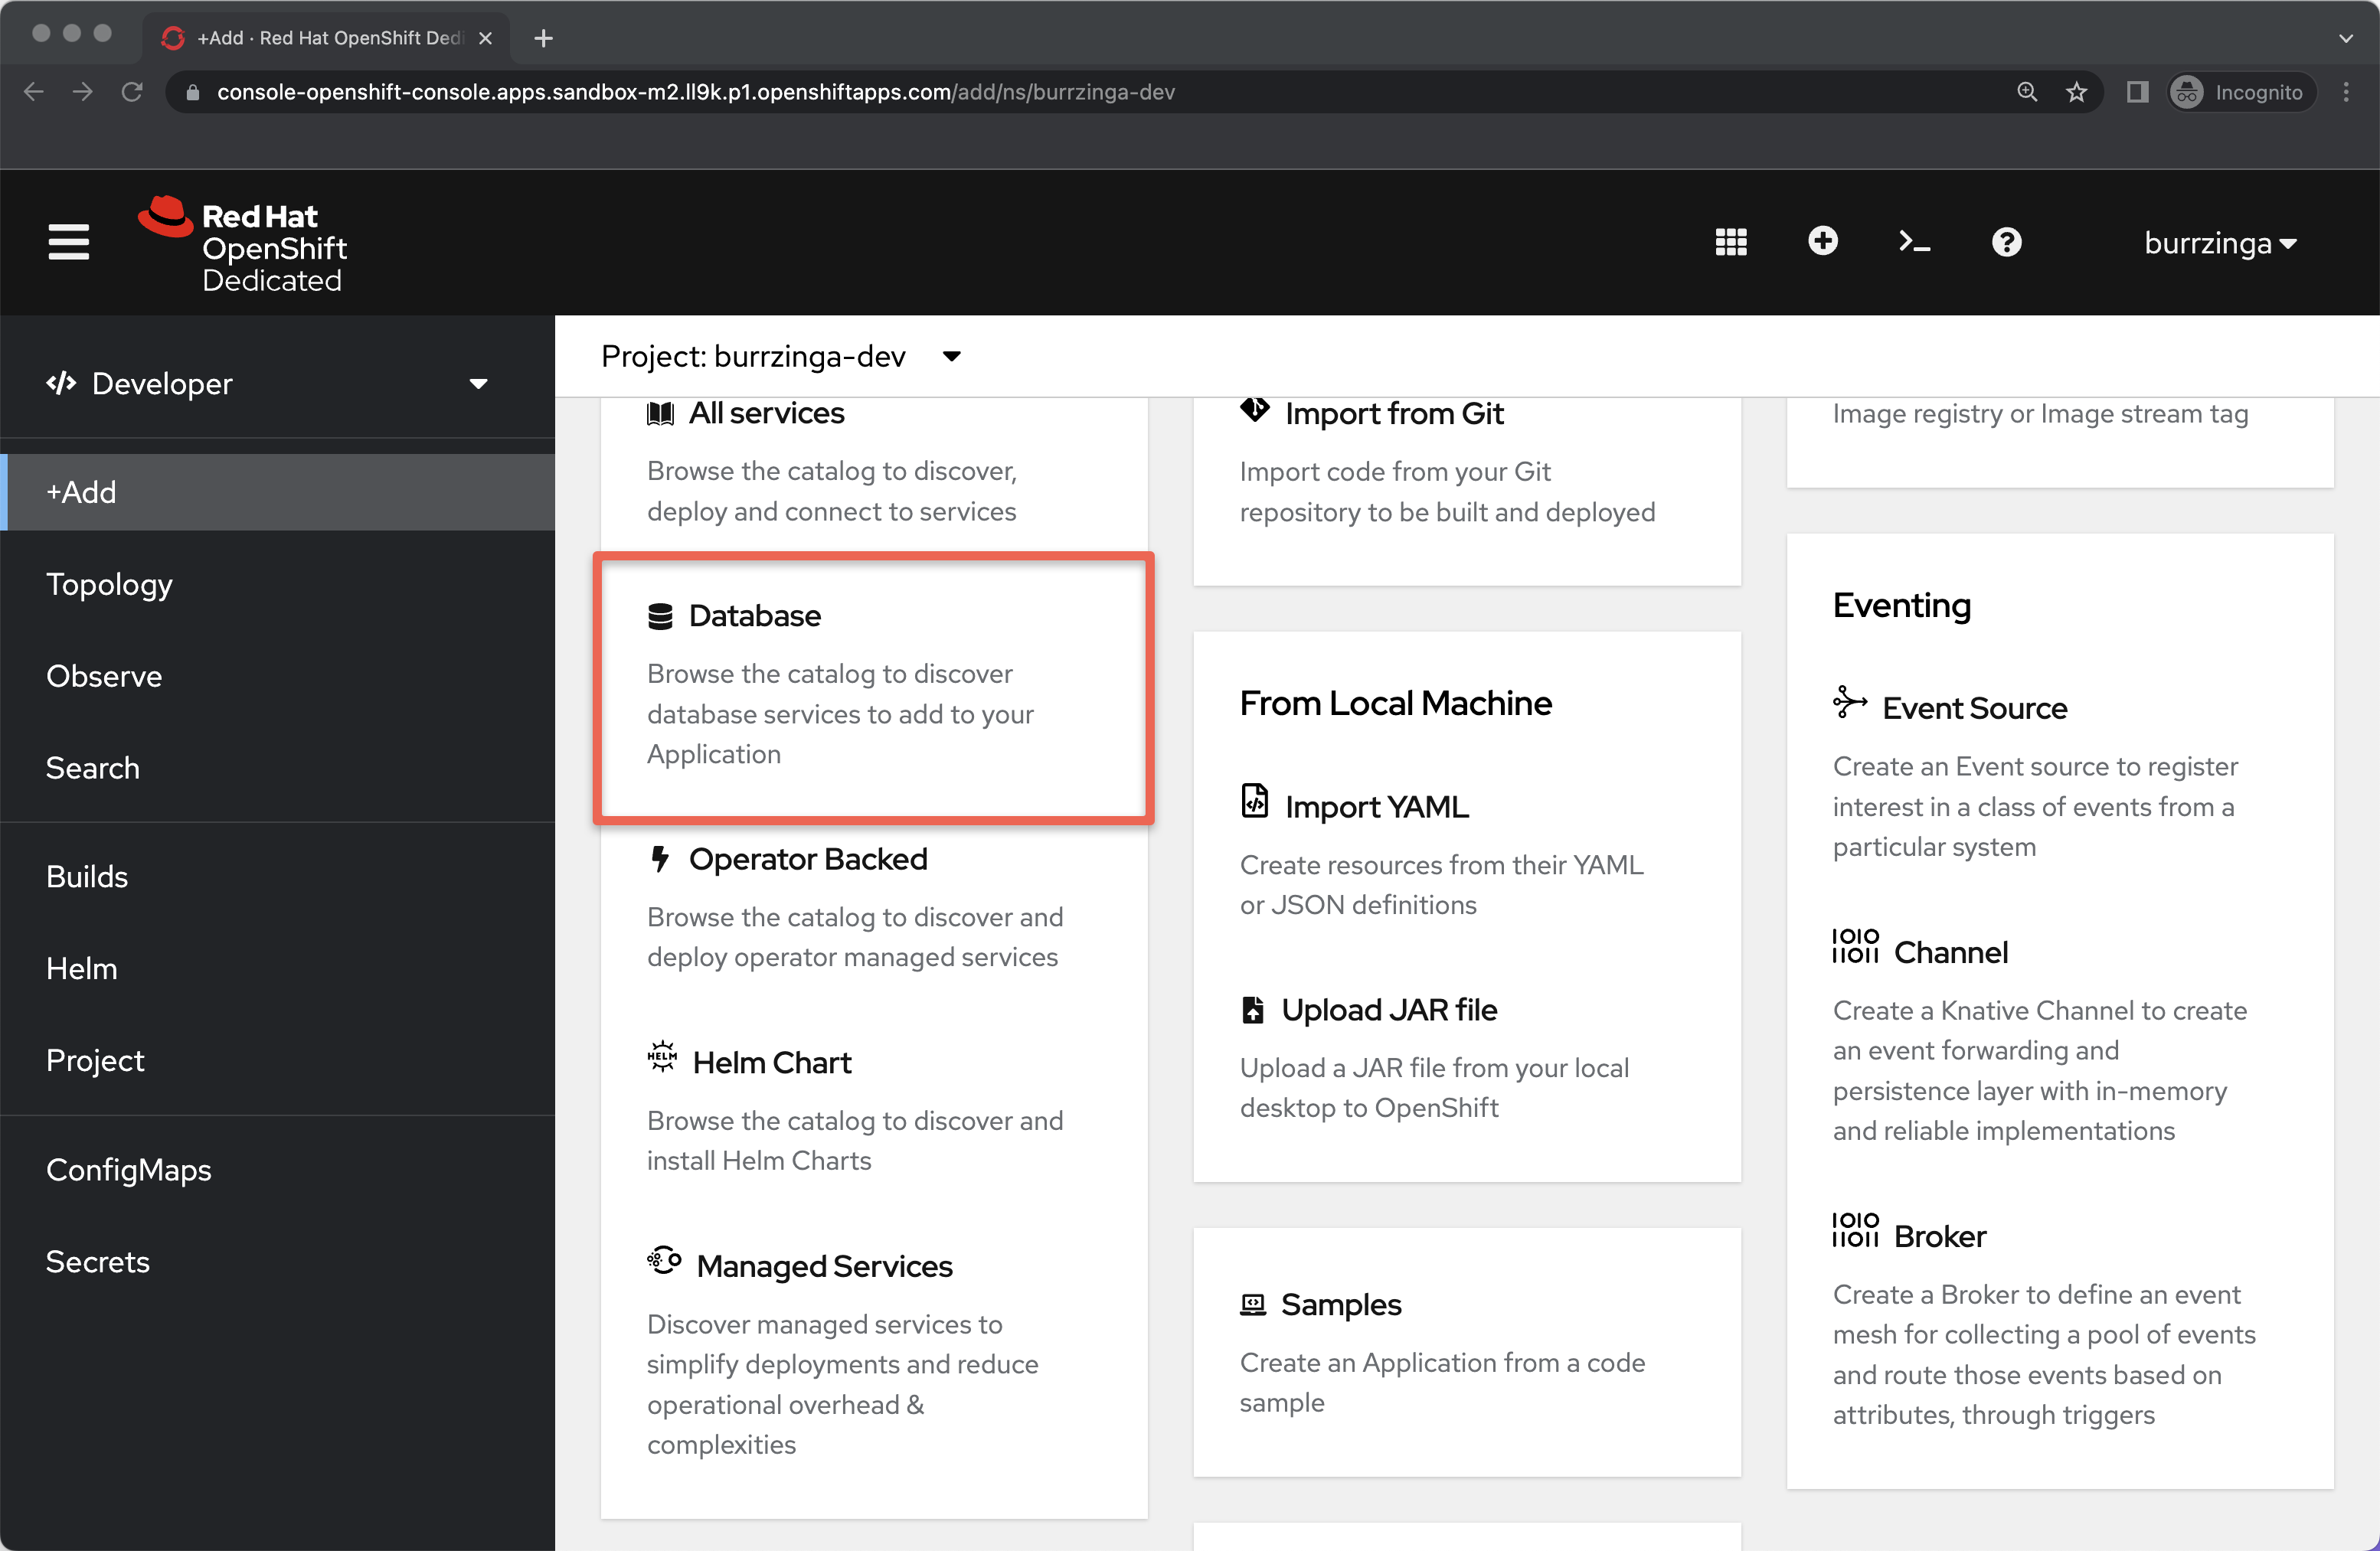 +Add · Red Hat OpenShift Dedi
console-openshift-console.apps.sandbox-m2.ll9k.p1.openshiftapps.com/add/ns/burrzinga-dev
Incognito
Red Hat
OpenShift
Dedicated
burrzinga
Developer
+Add
Topology
Observe
Search
Builds
Helm
Project
ConfigMaps
Secrets
Project: burrzinga-dev
All services
Browse the catalog to discover,
deploy and connect to services
Database
Browse the catalog to discover
database services to add to your
Application
Operator Backed
Browse the catalog to discover and
deploy operator managed services
HELM
Helm Chart
Browse the catalog to discover and
install Helm Charts
Managed Services
Discover managed services to
simplify deployments and reduce
operational overhead &
complexities
Import from Git
Import code from your Git
repository to be built and deployed
From Local Machine
Import YAML
Create resources from their YAML
or JSON definitions
Upload JAR file
Upload a JAR file from your local
desktop to OpenShift
Samples
Create an Application from a code
sample
Image registry or Image stream tag
Eventing
Event Source
Create an Event source to register
interest in a class of events from a
particular system
Channel
Create a Knative Channel to create
an event forwarding and
persistence layer with in-memory
and reliable implementations
Broker
Create a Broker to define an event
mesh for collecting a pool of events
and route those events based on
attributes, through triggers